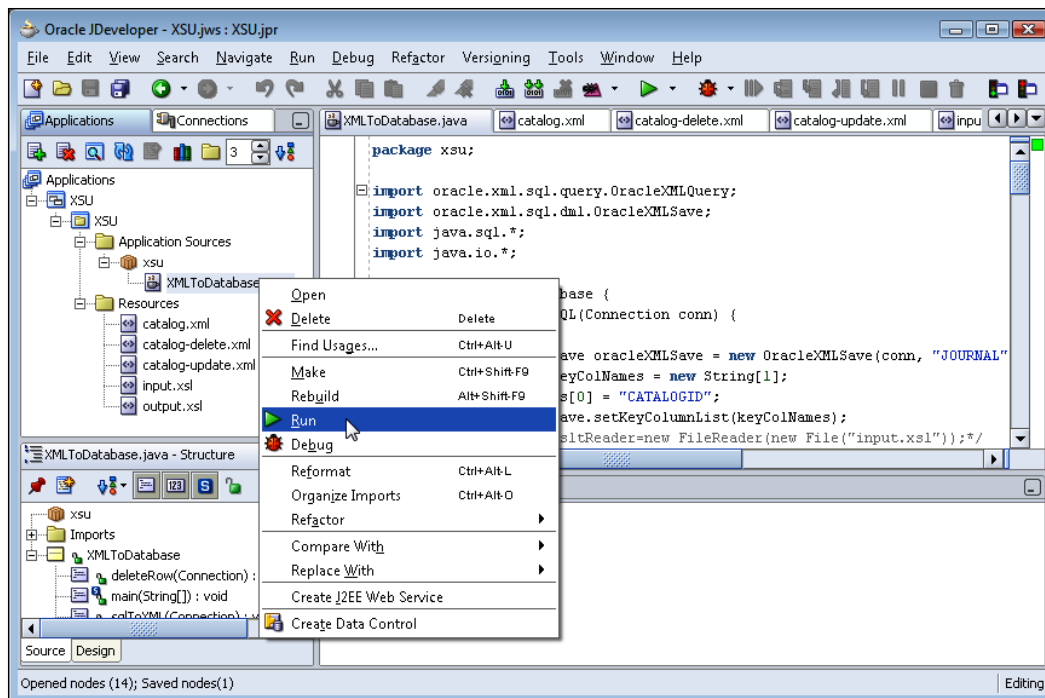 Oracle JDeveloper - XSU.jws : XSU.jpr
File Edit View Search Navigate Run Debug Refactor Versioning Tools Window Help
Applications Connections
3
Applications
XSU
XSU
Application Sources
xsu
XMLToDatabase
Resources
catalog.xml
catalog-delete.xml
catalog-update.xml
input.xsl
output.xsl
XMLToDatabase.java catalog.xml catalog-delete.xml catalog-update.xml inpu
package xsu;
import oracle.xml.sql.query.OracleXMLQuery;
import oracle.xml.sql.dml.OracleXMLSave;
import java.sql.*;
import java.io.*;
base {
QL(Connection conn) {
ave oracleXMLSave = new OracleXMLSave(conn, "JOURNAL"
eyColNames = new String[1];
s[0] = "CATALOGID";
ave.setKeyColumnList(keyColNames);
sltReader=new FileReader(new File("input.xsl"));*/
Open
Delete Delete
Find Usages... Ctrl+Alt-U
Make Ctrl+Shift-F9
Rebuild Alt+Shift-F9
Run
Debug
Reformat Ctrl+Alt-L
Organize Imports Ctrl+Alt-O
Refactor
Compare With
Replace With
Create J2EE Web Service
Create Data Control
XMLToDatabase.java - Structure
123 S
xsu
Imports
XMLToDatabase
deleteRow(Connection) :
main(String[]) : void
sqlToXML(Connection) : v
Source Design
Opened nodes (14); Saved nodes(1) Editing